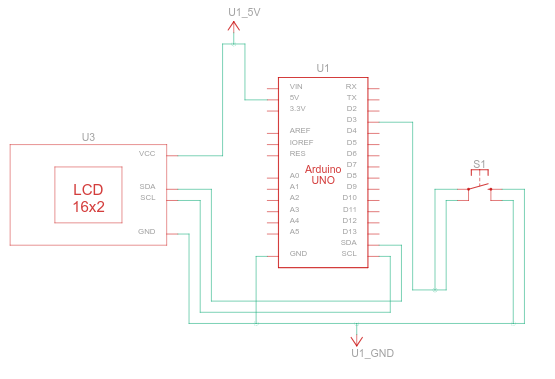 U1_5V
U1
VIN
5V
3.3V
AREF
IOREF
RES
A0
A1
A2
A3
A4
A5
GND
Arduino
UNO
RX
TX
D2
D3
D4
D5
D6
D7
D8
D9
D10
D11
D12
D13
SDA
SCL
U3
VCC
SDA
SCL
GND
LCD
16x2
S1
U1_GND